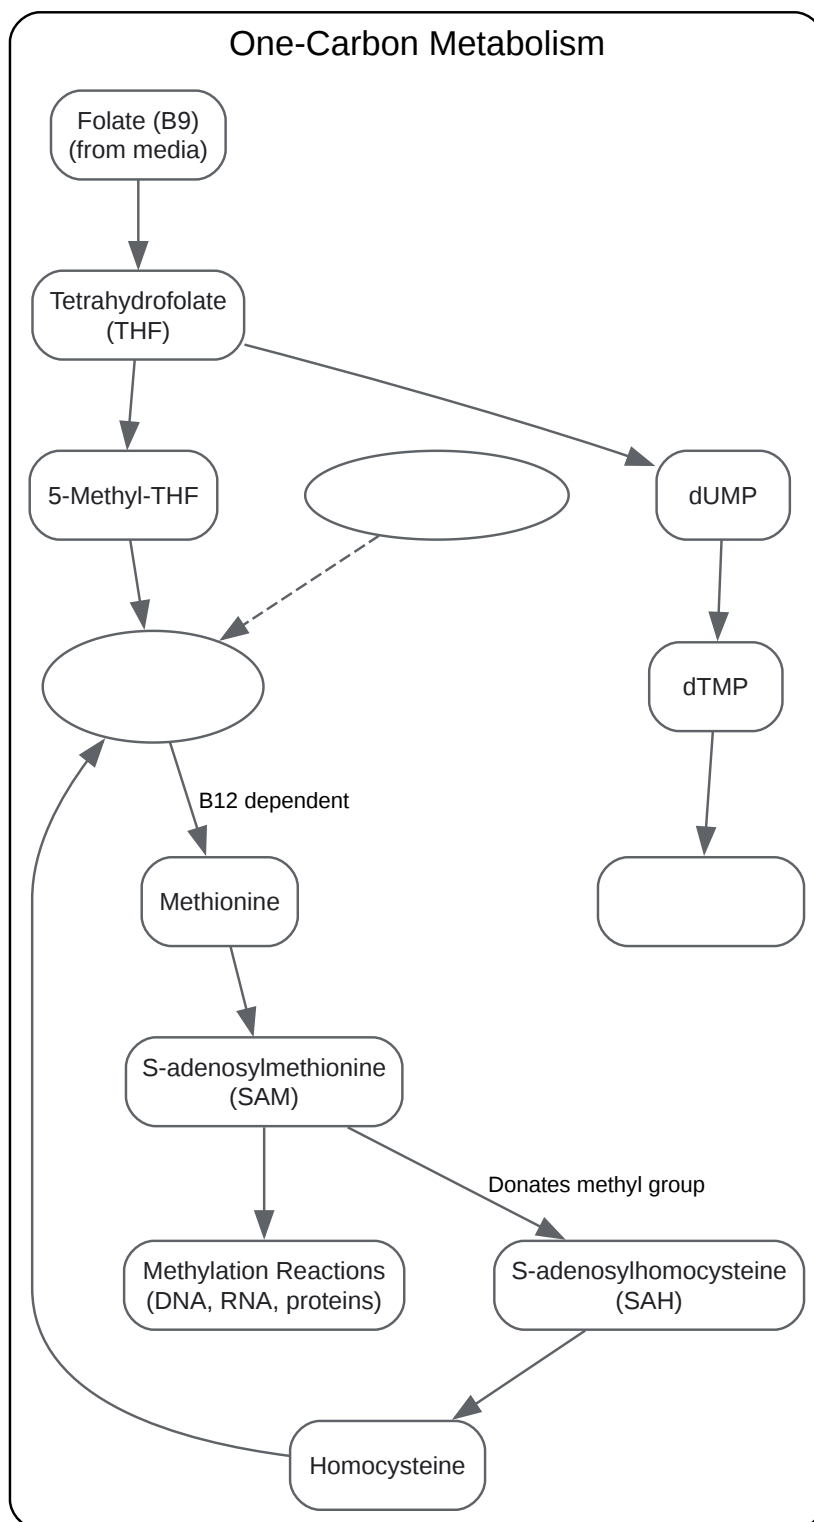 One-Carbon Metabolism
Folate (B9)
(from media)
Tetrahydrofolate
(THF)
5-Methyl-THF
dUMP
dTMP
B12 dependent
Methionine
S-adenosylmethionine
(SAM)
Donates methyl group
Methylation Reactions
(DNA, RNA, proteins)
S-adenosylhomocysteine
(SAH)
Homocysteine